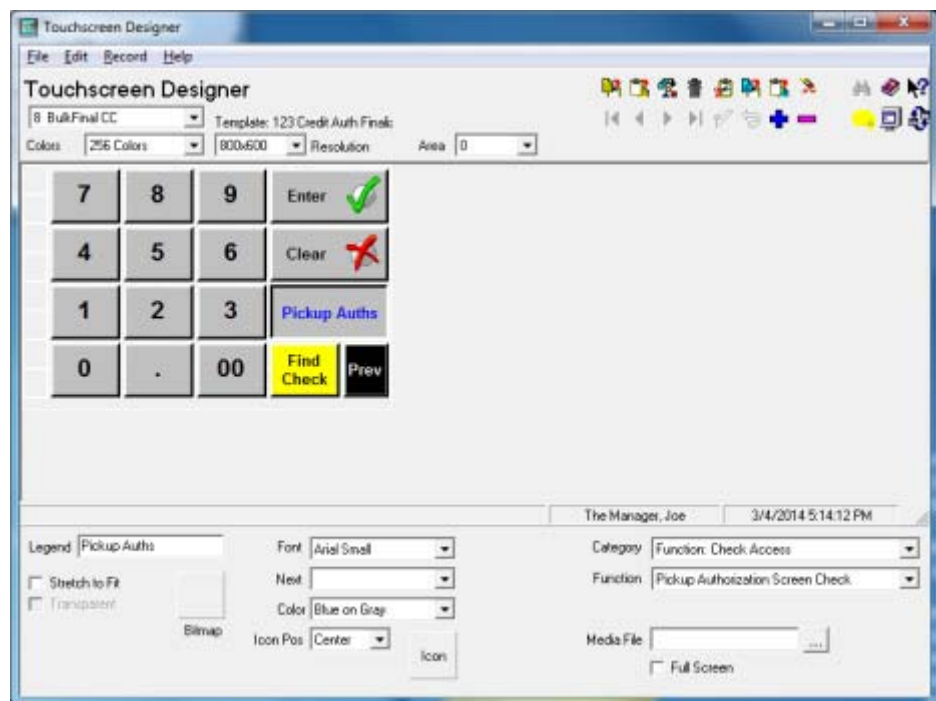 Touchscreen Designer
File Edit Record Help
Touchscreen Designer
8 BulkFinal CC Template: 123 Credit Auth Finals
Colors 256 Colors 800x600 Resolution Area 0
7 8 9 Enter
4 5 6 Clear
1 2 3 Pickup Auths
0 . 00 Find Check Prev
The Manager, Joe 3/4/2014 5:14:12 PM
Legend Pickup Auths Font Arial Small Category Function: Check Access
Stretch to Fit Next Function Pickup Authorization Screen Check
Transparent Color Blue on Gray
Bitmap Icon Pos Center Icon Media File ...
Full Screen